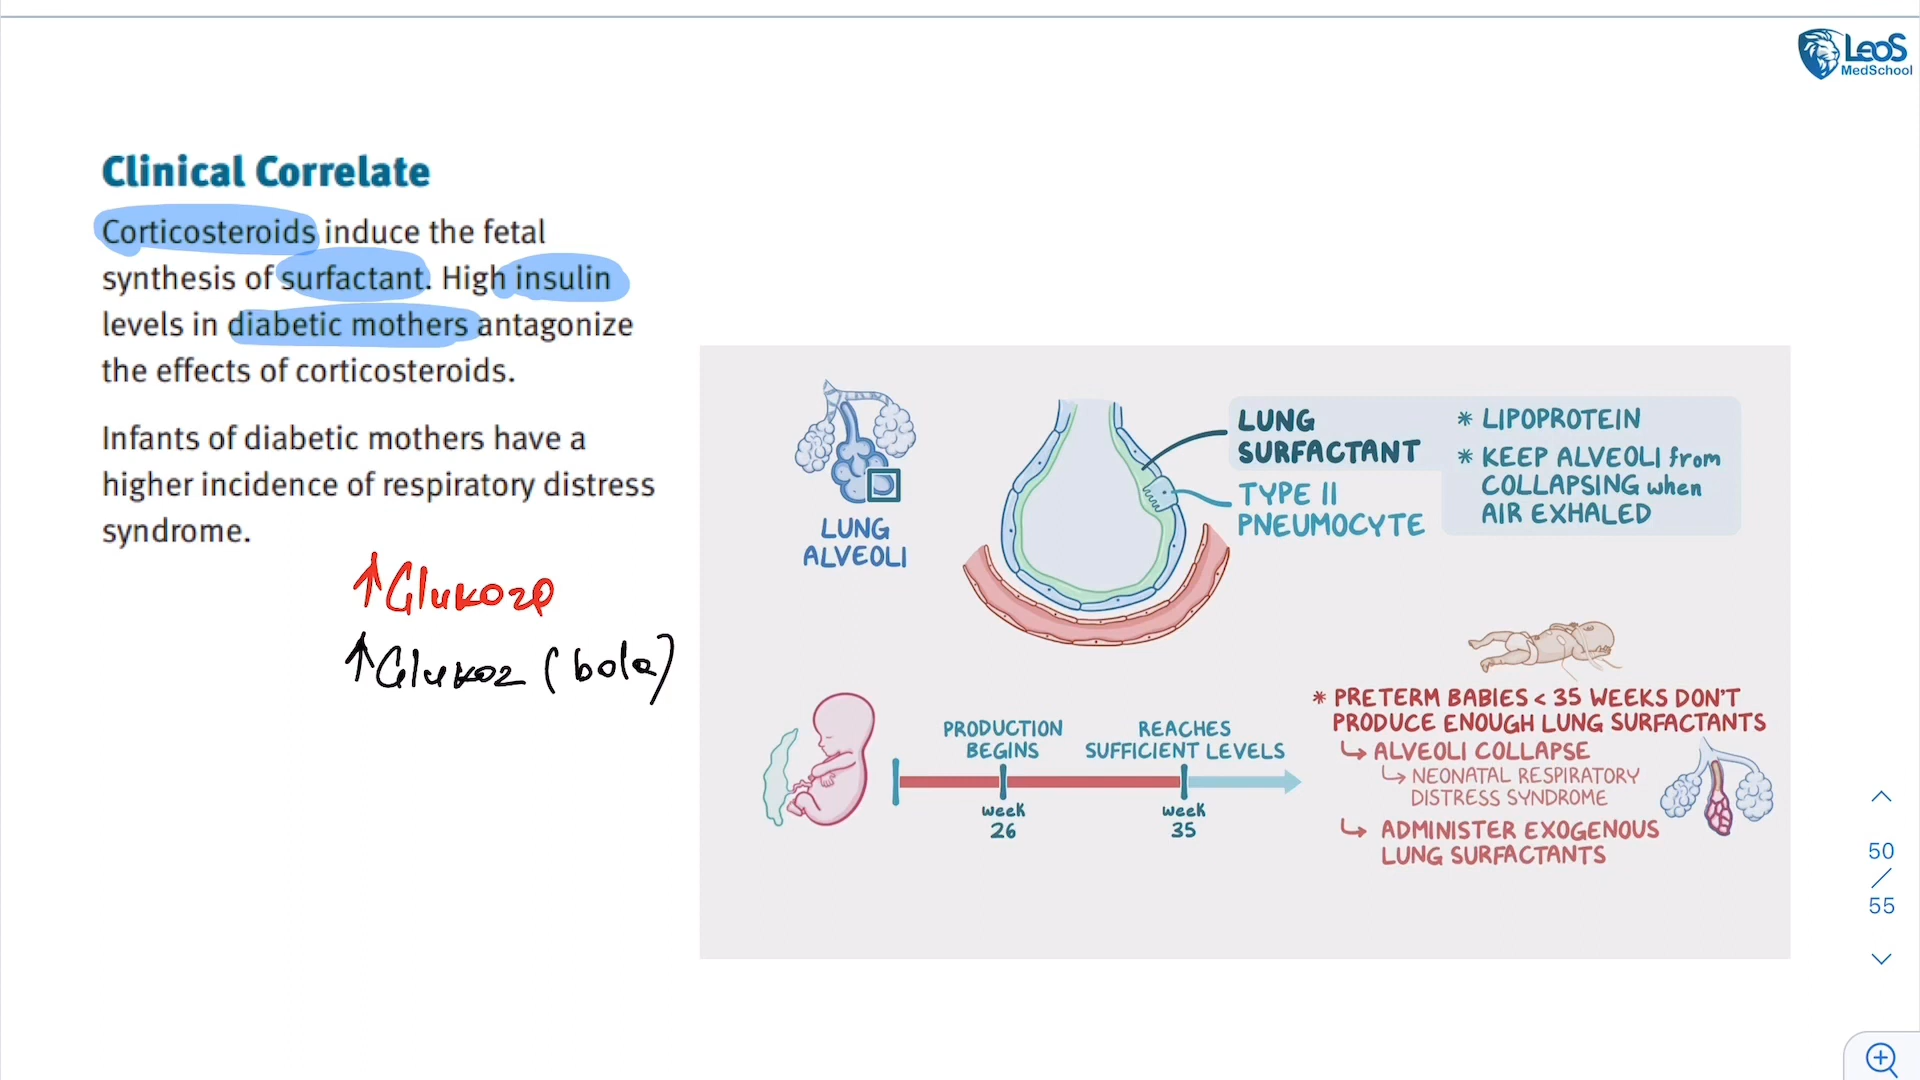 LeoS
MedSchool
Clinical Correlate
Corticosteroids induce the fetal
synthesis of surfactant. High insulin
levels in diabetic mothers antagonize
the effects of corticosteroids.
Infants of diabetic mothers have a
higher incidence of respiratory distress
syndrome.
↑Glukoza
↑Glukoz (bola)
LUNG
ALVEOLI
LUNG
SURFACTANT
TYPE II
PNEUMOCYTE
* LIPOPROTEIN
* KEEP ALVEOLI from
COLLAPSING when
AIR EXHALED
PRODUCTION
BEGINS
REACHES
SUFFICIENT LEVELS
week
26
week
35
* PRETERM BABIES < 35 WEEKS DON'T
PRODUCE ENOUGH LUNG SURFACTANTS
↳ ALVEOLI COLLAPSE
↳ NEONATAL RESPIRATORY
DISTRESS SYNDROME
↳ ADMINISTER EXOGENOUS
LUNG SURFACTANTS
50
/
55